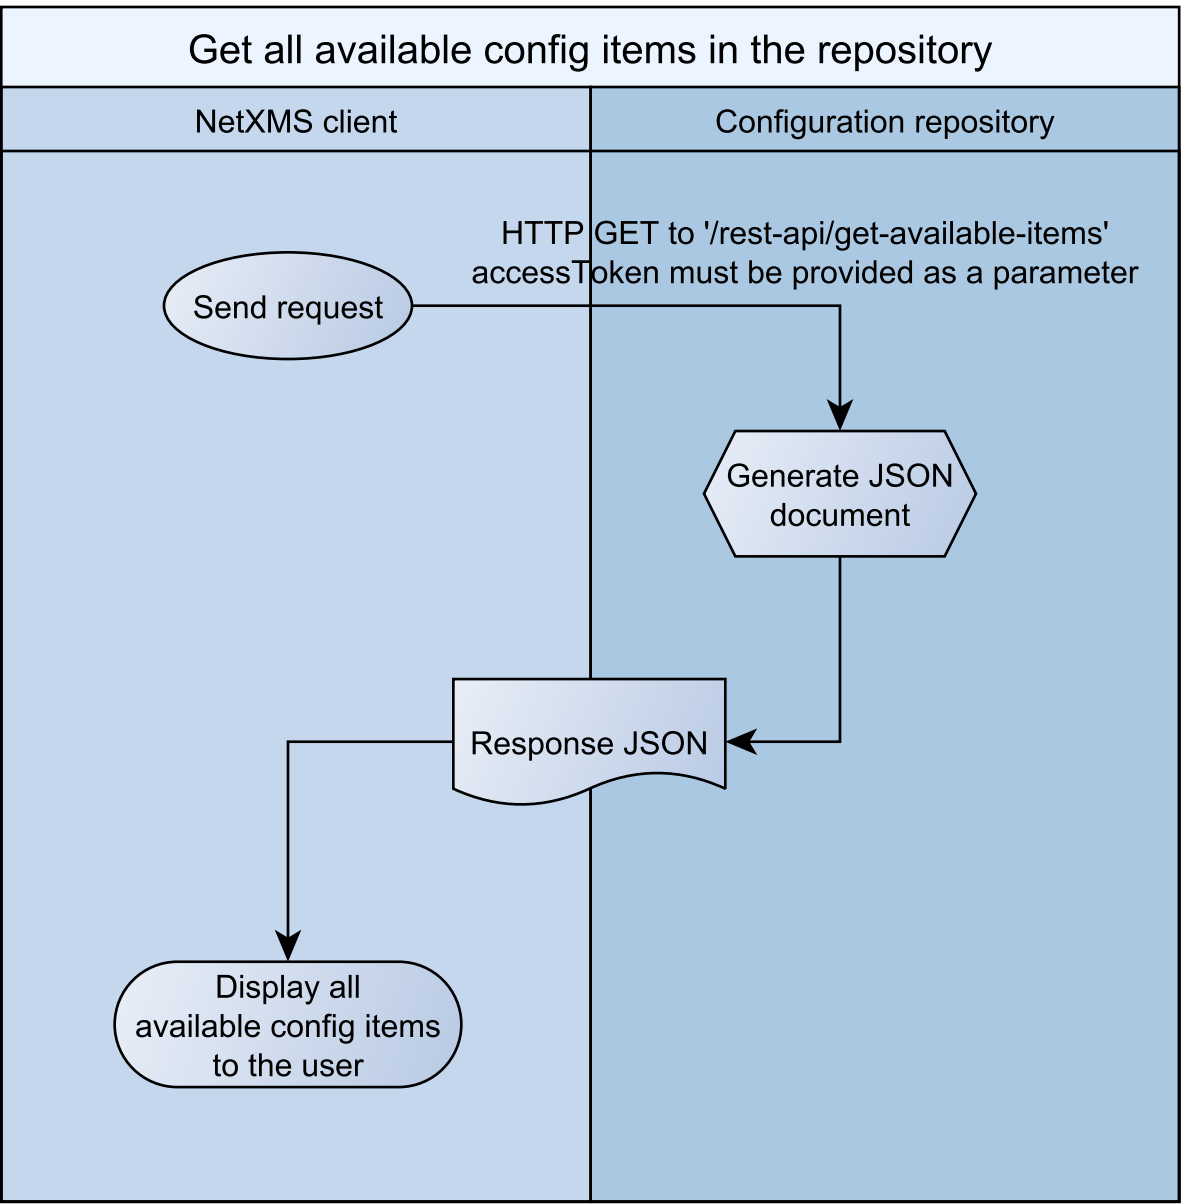 Get all available config items in the repository
NetXMS client
Configuration repository
HTTP GET to '/rest-api/get-available-items'
accessToken must be provided as a parameter
Send request
Generate JSON
document
Response JSON
Display all
available config items
to the user